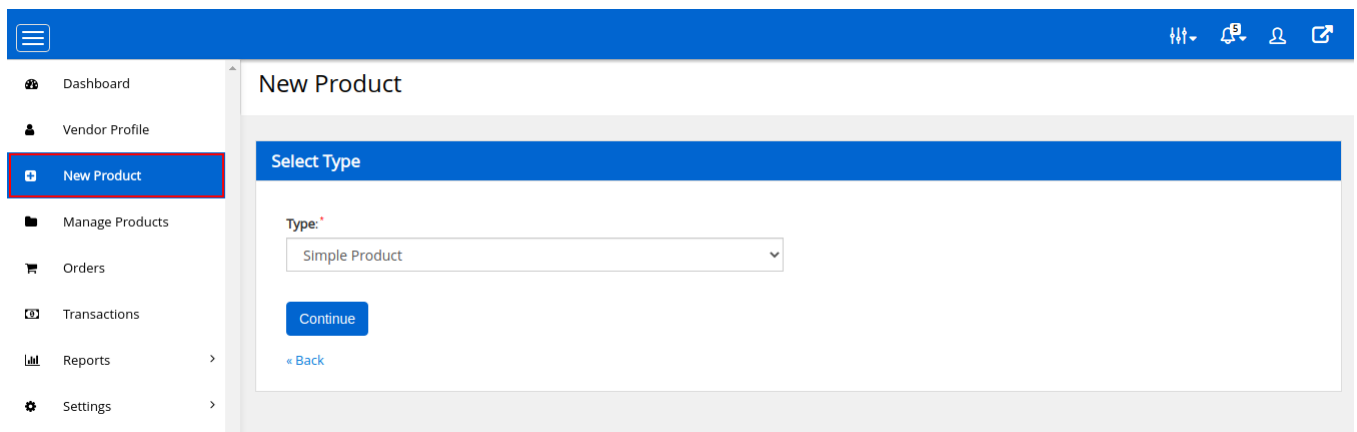 5
Dashboard
Vendor Profile
New Product
Manage Products
Orders
Transactions
Reports
Settings
New Product
Select Type
Type:*
Simple Product
Continue
« Back